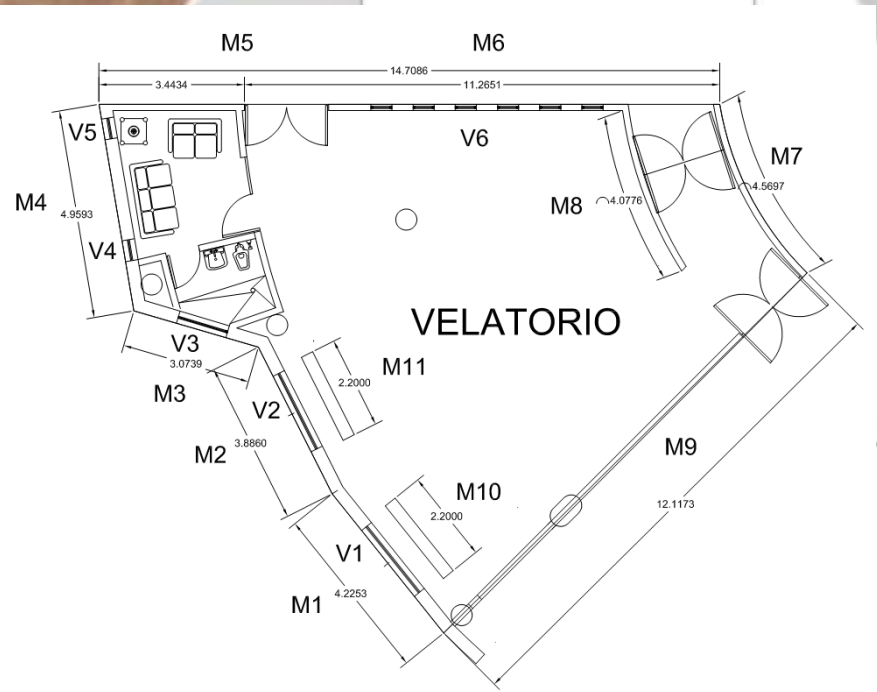 M5 M6
14.7086
3.4434 11.2651
V5 V6
M7
M4 M8 4.0776 4.5697
4.9593
V4
VELATORIO
V3
3.0739 M11
M3 2.2000
V2
M2 3.8860 M9
M10
2.2000 12.1173
V1
M1 4.2253